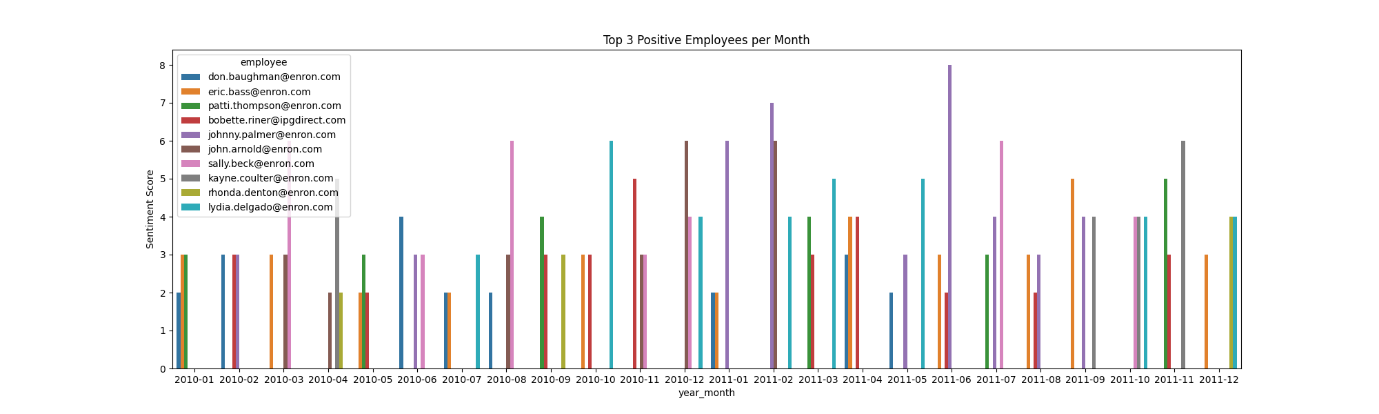 Top 3 Positive Employees per Month
employee
don.baughman@enron.com
eric.bass@enron.com
patti.thompson@enron.com
bobette.riner@ipgdirect.com
johnny.palmer@enron.com
john.arnold@enron.com
sally.beck@enron.com
kayne.coulter@enron.com
rhonda.denton@enron.com
lydia.delgado@enron.com
Sentiment Score
8
7
6
5
4
3
2
1
0
2010-01 2010-02 2010-03 2010-04 2010-05 2010-06 2010-07 2010-08 2010-09 2010-10 2010-11 2010-12 2011-01 2011-02 2011-03 2011-04 2011-05 2011-06 2011-07 2011-08 2011-09 2011-10 2011-11 2011-12
year_month